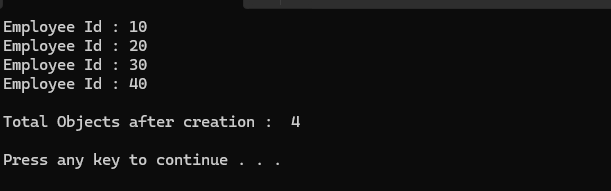 Employee Id : 10
Employee Id : 20
Employee Id : 30
Employee Id : 40
Total Objects after creation :  4
Press any key to continue . . .